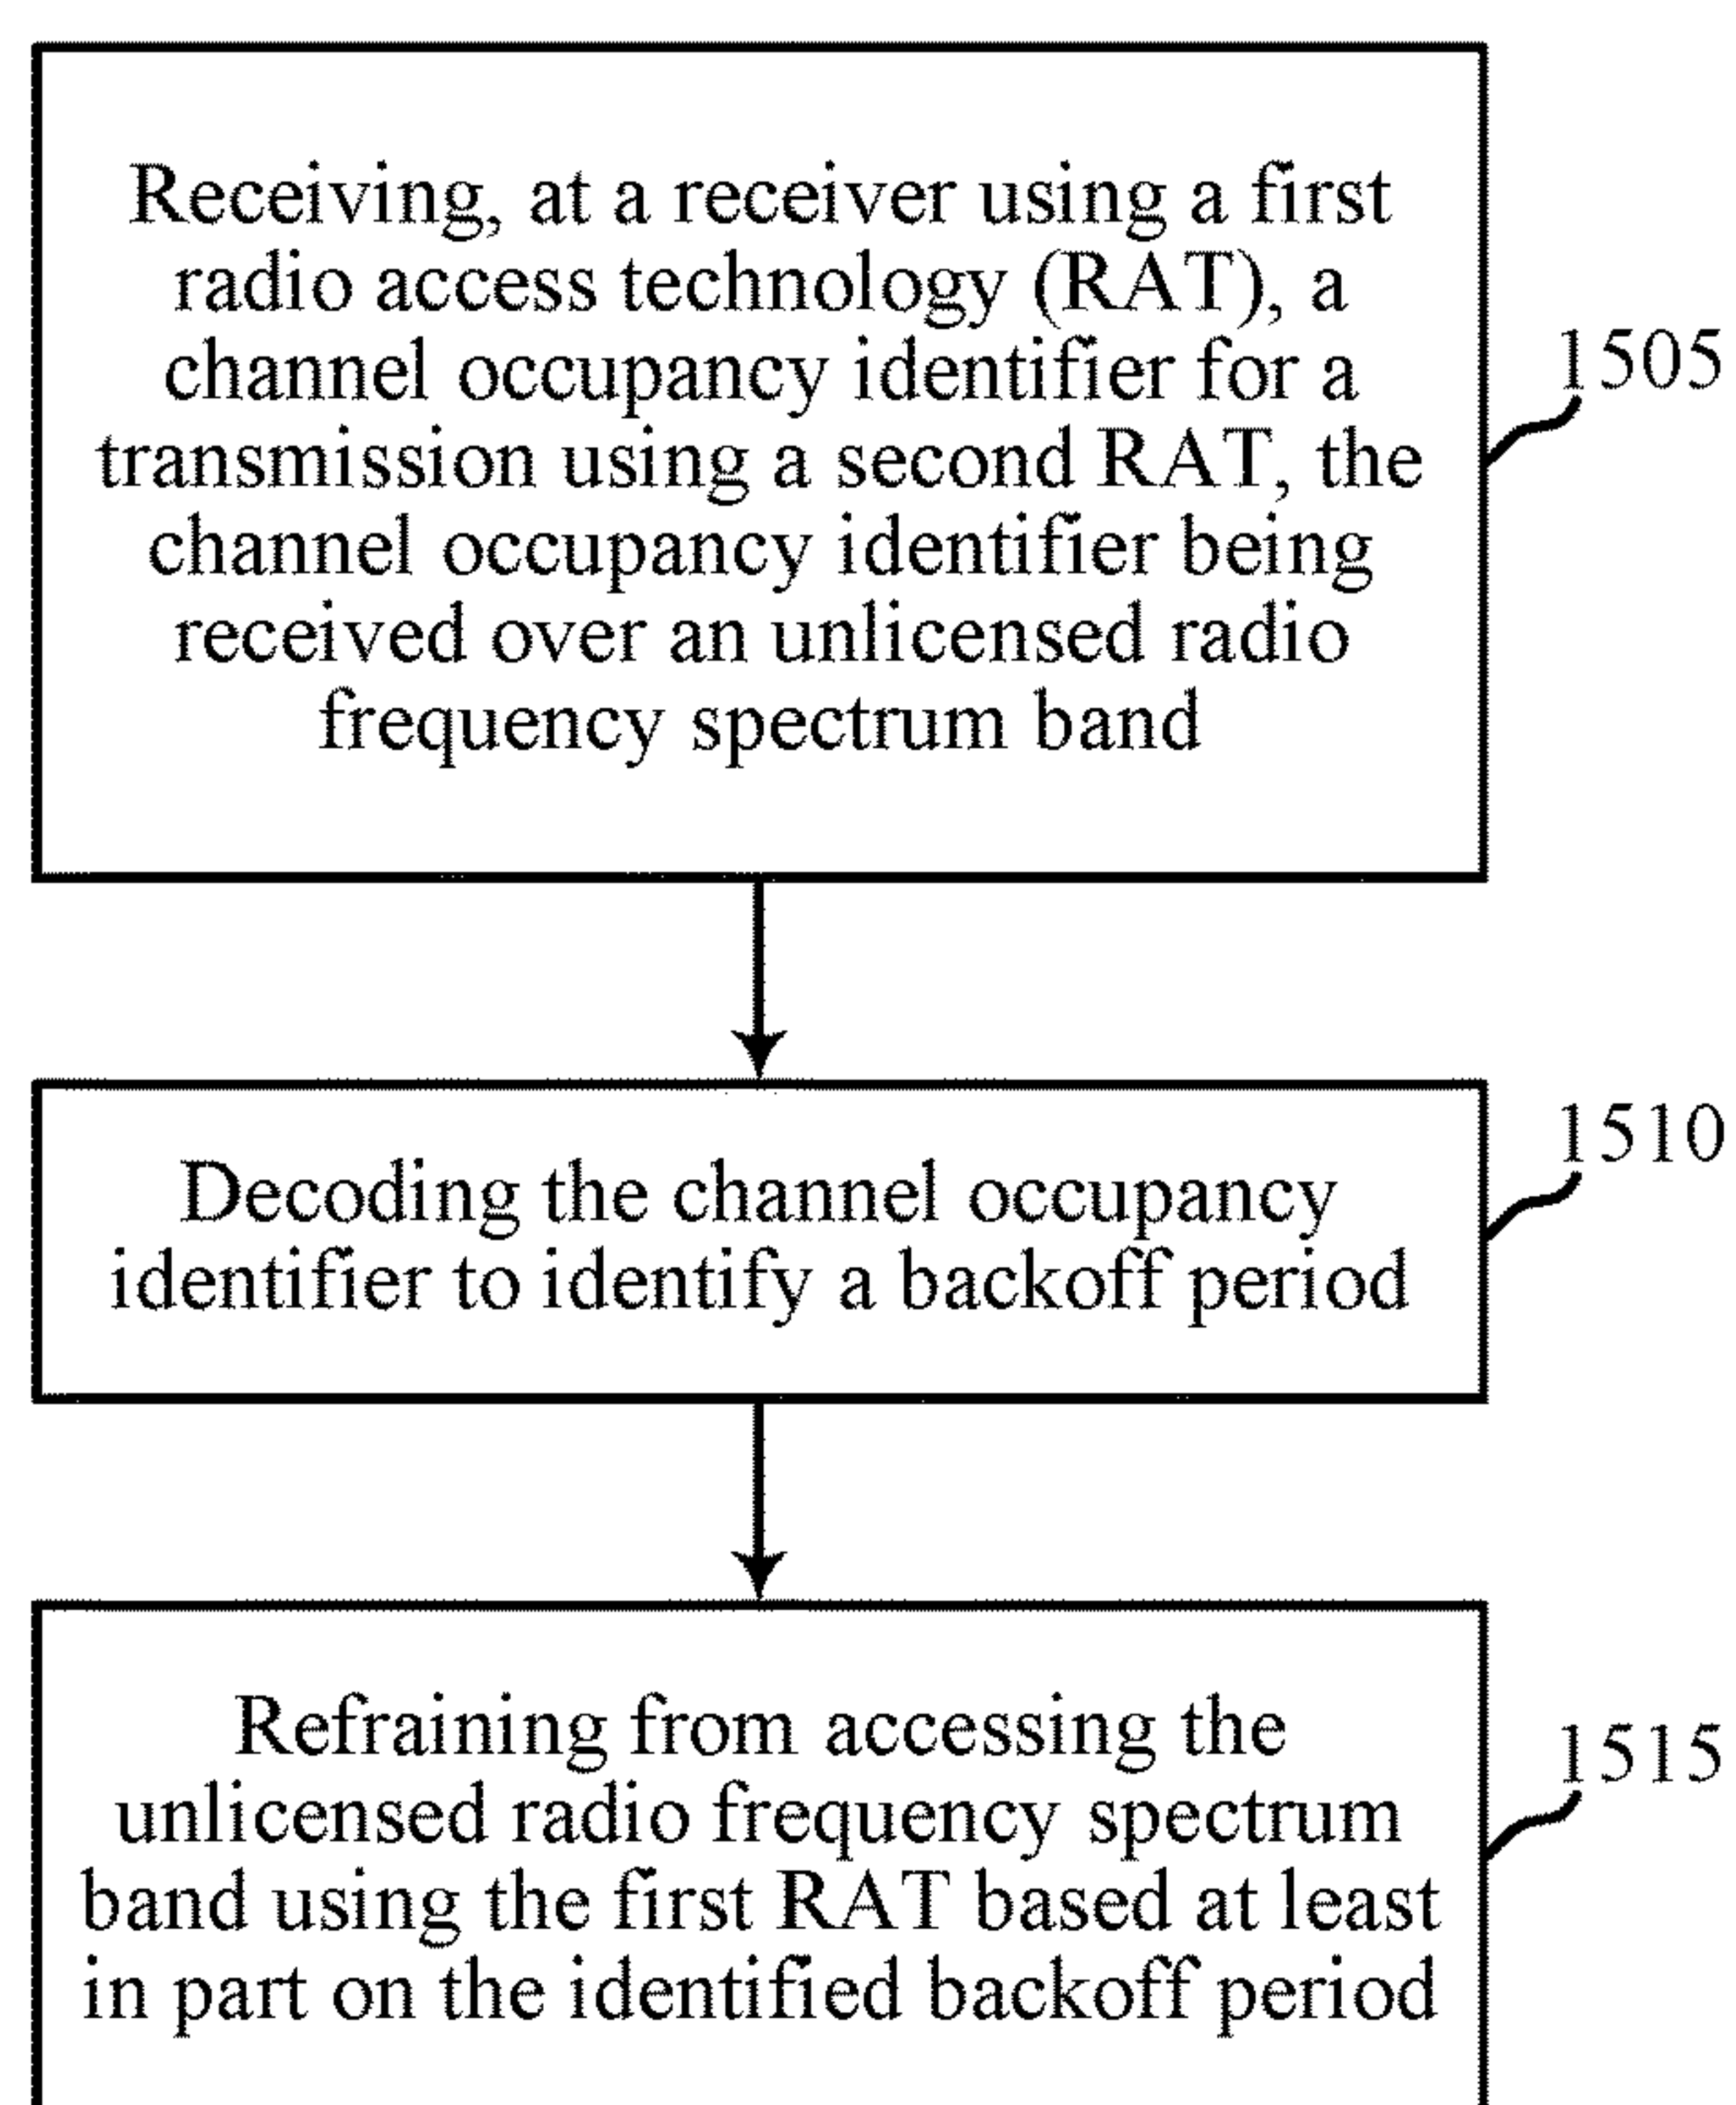 Receiving, at a receiver using a first
radio access technology (RAT), a
channel occupancy identifier for a
transmission using a second RAT, the
channel occupancy identifier being
received over an unlicensed radio
frequency spectrum band
1505
Decoding the channel occupancy
identifier to identify a backoff period
1510
Refraining from accessing the
unlicensed radio frequency spectrum
band using the first RAT based at least
in part on the identified backoff period
1515